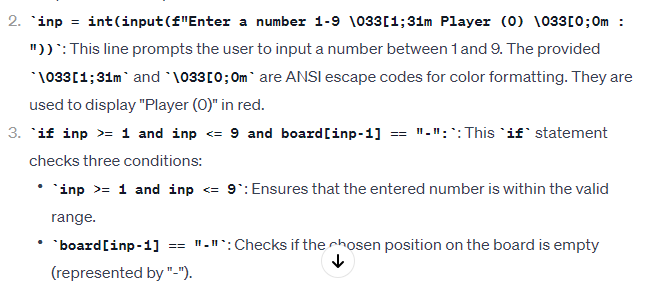 2. `inp = int(input(f"Enter a number 1-9 \033[1;31m Player (0) \033[0;0m :
"))`: This line prompts the user to input a number between 1 and 9. The provided
`\033[1;31m` and `\033[0;0m` are ANSI escape codes for color formatting. They are
used to display "Player (0)" in red.
3. `if inp >= 1 and inp <= 9 and board[inp-1] == "-":`: This `if` statement
checks three conditions:
• `inp >= 1 and inp <= 9`: Ensures that the entered number is within the valid
range.
• `board[inp-1] == "-"`: Checks if the chosen position on the board is empty
(represented by "-").